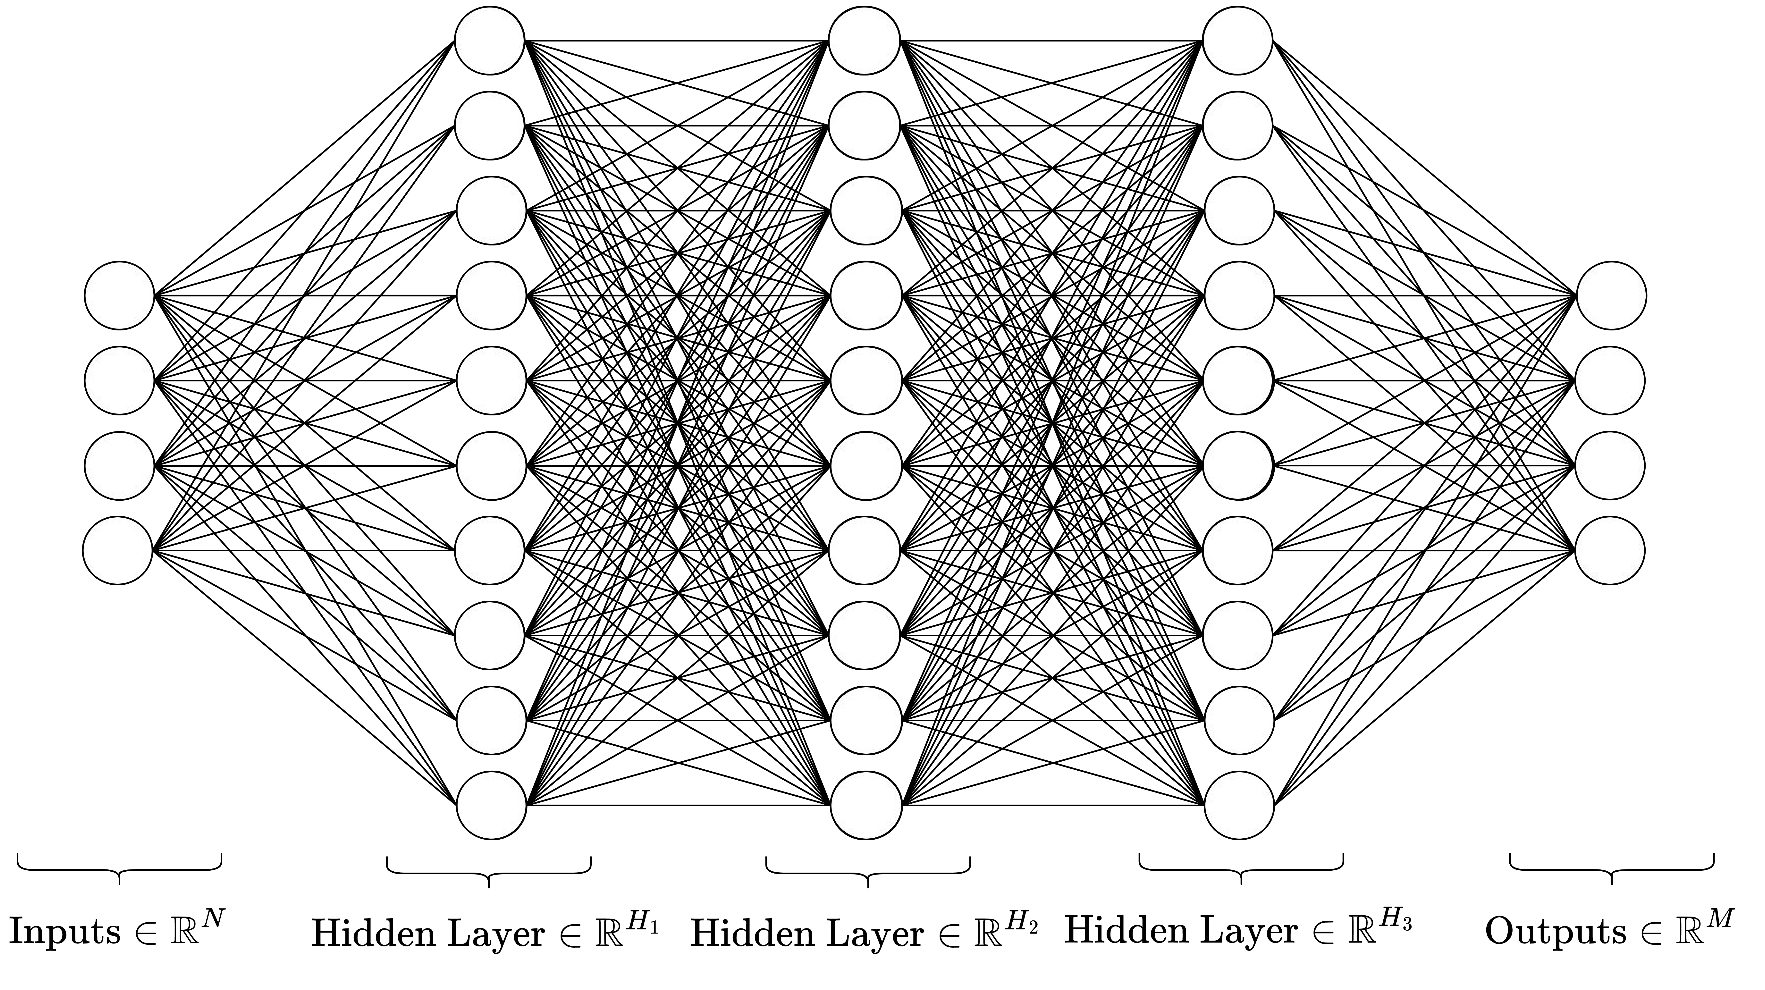 Inputs ∈ ℝ^N
Hidden Layer ∈ ℝ^{H_1}
Hidden Layer ∈ ℝ^{H_2}
Hidden Layer ∈ ℝ^{H_3}
Outputs ∈ ℝ^M